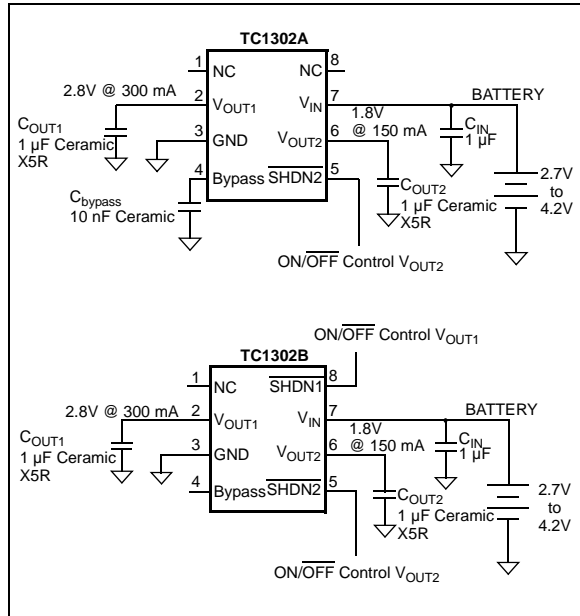 TC1302A
1 NC NC 8
2.8V @ 300 mA 2 VOUT1 VIN 7 BATTERY
1.8V
@ 150 mA
COUT1
1 µF Ceramic
X5R
3 GND VOUT2 6
CIN
1 µF
4 Bypass SHDN2 5
Cbypass
10 nF Ceramic
COUT2
1 µF Ceramic
X5R
2.7V
to
4.2V
ON/OFF Control VOUT2
ON/OFF Control VOUT1
TC1302B
1 NC SHDN1 8
2.8V @ 300 mA 2 VOUT1 VIN 7 BATTERY
1.8V
@ 150 mA
COUT1
1 µF Ceramic
X5R
3 GND VOUT2 6
CIN
1 µF
4 Bypass SHDN2 5
COUT2
1 µF Ceramic
X5R
2.7V
to
4.2V
ON/OFF Control VOUT2